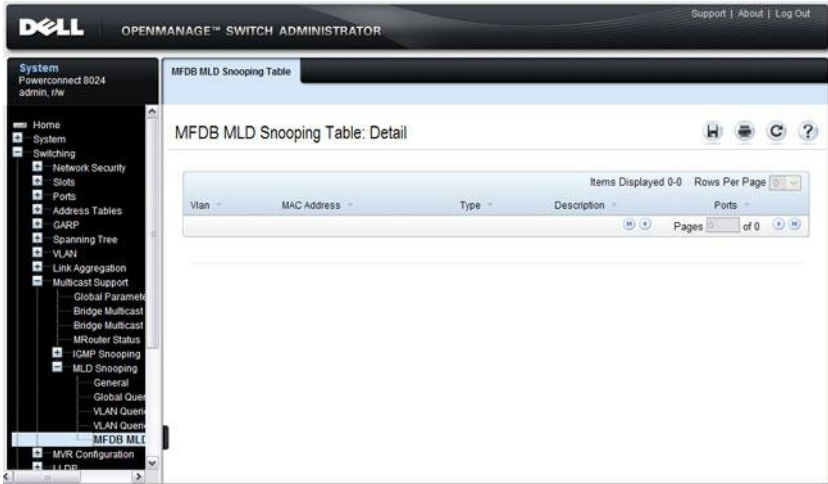 Support | About | Log Out
DELL
OPENMANAGE™ SWITCH ADMINISTRATOR
System
Powerconnect 8024
admin, r/w
MFDB MLD Snooping Table
Home
System
Switching
Network Security
Slots
Ports
Address Tables
GARP
Spanning Tree
VLAN
Link Aggregation
Multicast Support
Global Paramete
Bridge Multicast
Bridge Multicast
MRouter Status
IGMP Snooping
MLD Snooping
General
Global Quer
VLAN Queri
VLAN Queri
MFDB MLD
MVR Configuration
LLDP
MFDB MLD Snooping Table: Detail
Items Displayed 0-0 Rows Per Page 0
Vlan MAC Address Type Description Ports
Pages 0 of 0